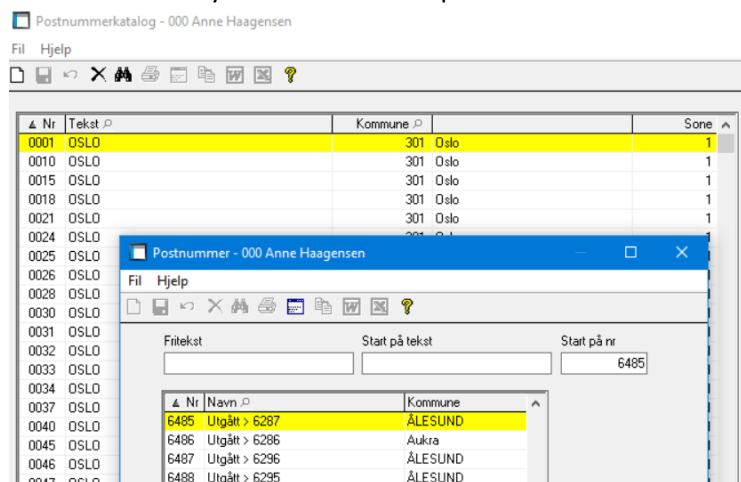 Postnummerkatalog - 000 Anne Haagensen
Fil Hjelp
Nr Tekst Kommune Sone
0001 OSLO 301 Oslo 1
0010 OSLO 301 Oslo 1
0015 OSLO 301 Oslo 1
0018 OSLO 301 Oslo 1
0021 OSLO 301 Oslo 1
0024 OSLO
0025 OSLO
0026 OSLO
0028 OSLO
0030 OSLO
0031 OSLO
0032 OSLO
0033 OSLO
0034 OSLO
0037 OSLO
0040 OSLO
0045 OSLO
0046 OSLO
OSLO
Postnummer - 000 Anne Haagensen
Fil Hjelp
Fritekst Start på tekst Start på nr
6485
Nr Navn Kommune
6485 Utgått > 6287 ÅLESUND
6486 Utgått > 6286 Aukra
6487 Utgått > 6296 ÅLESUND
6488 Utgått > 6295 ÅLESUND